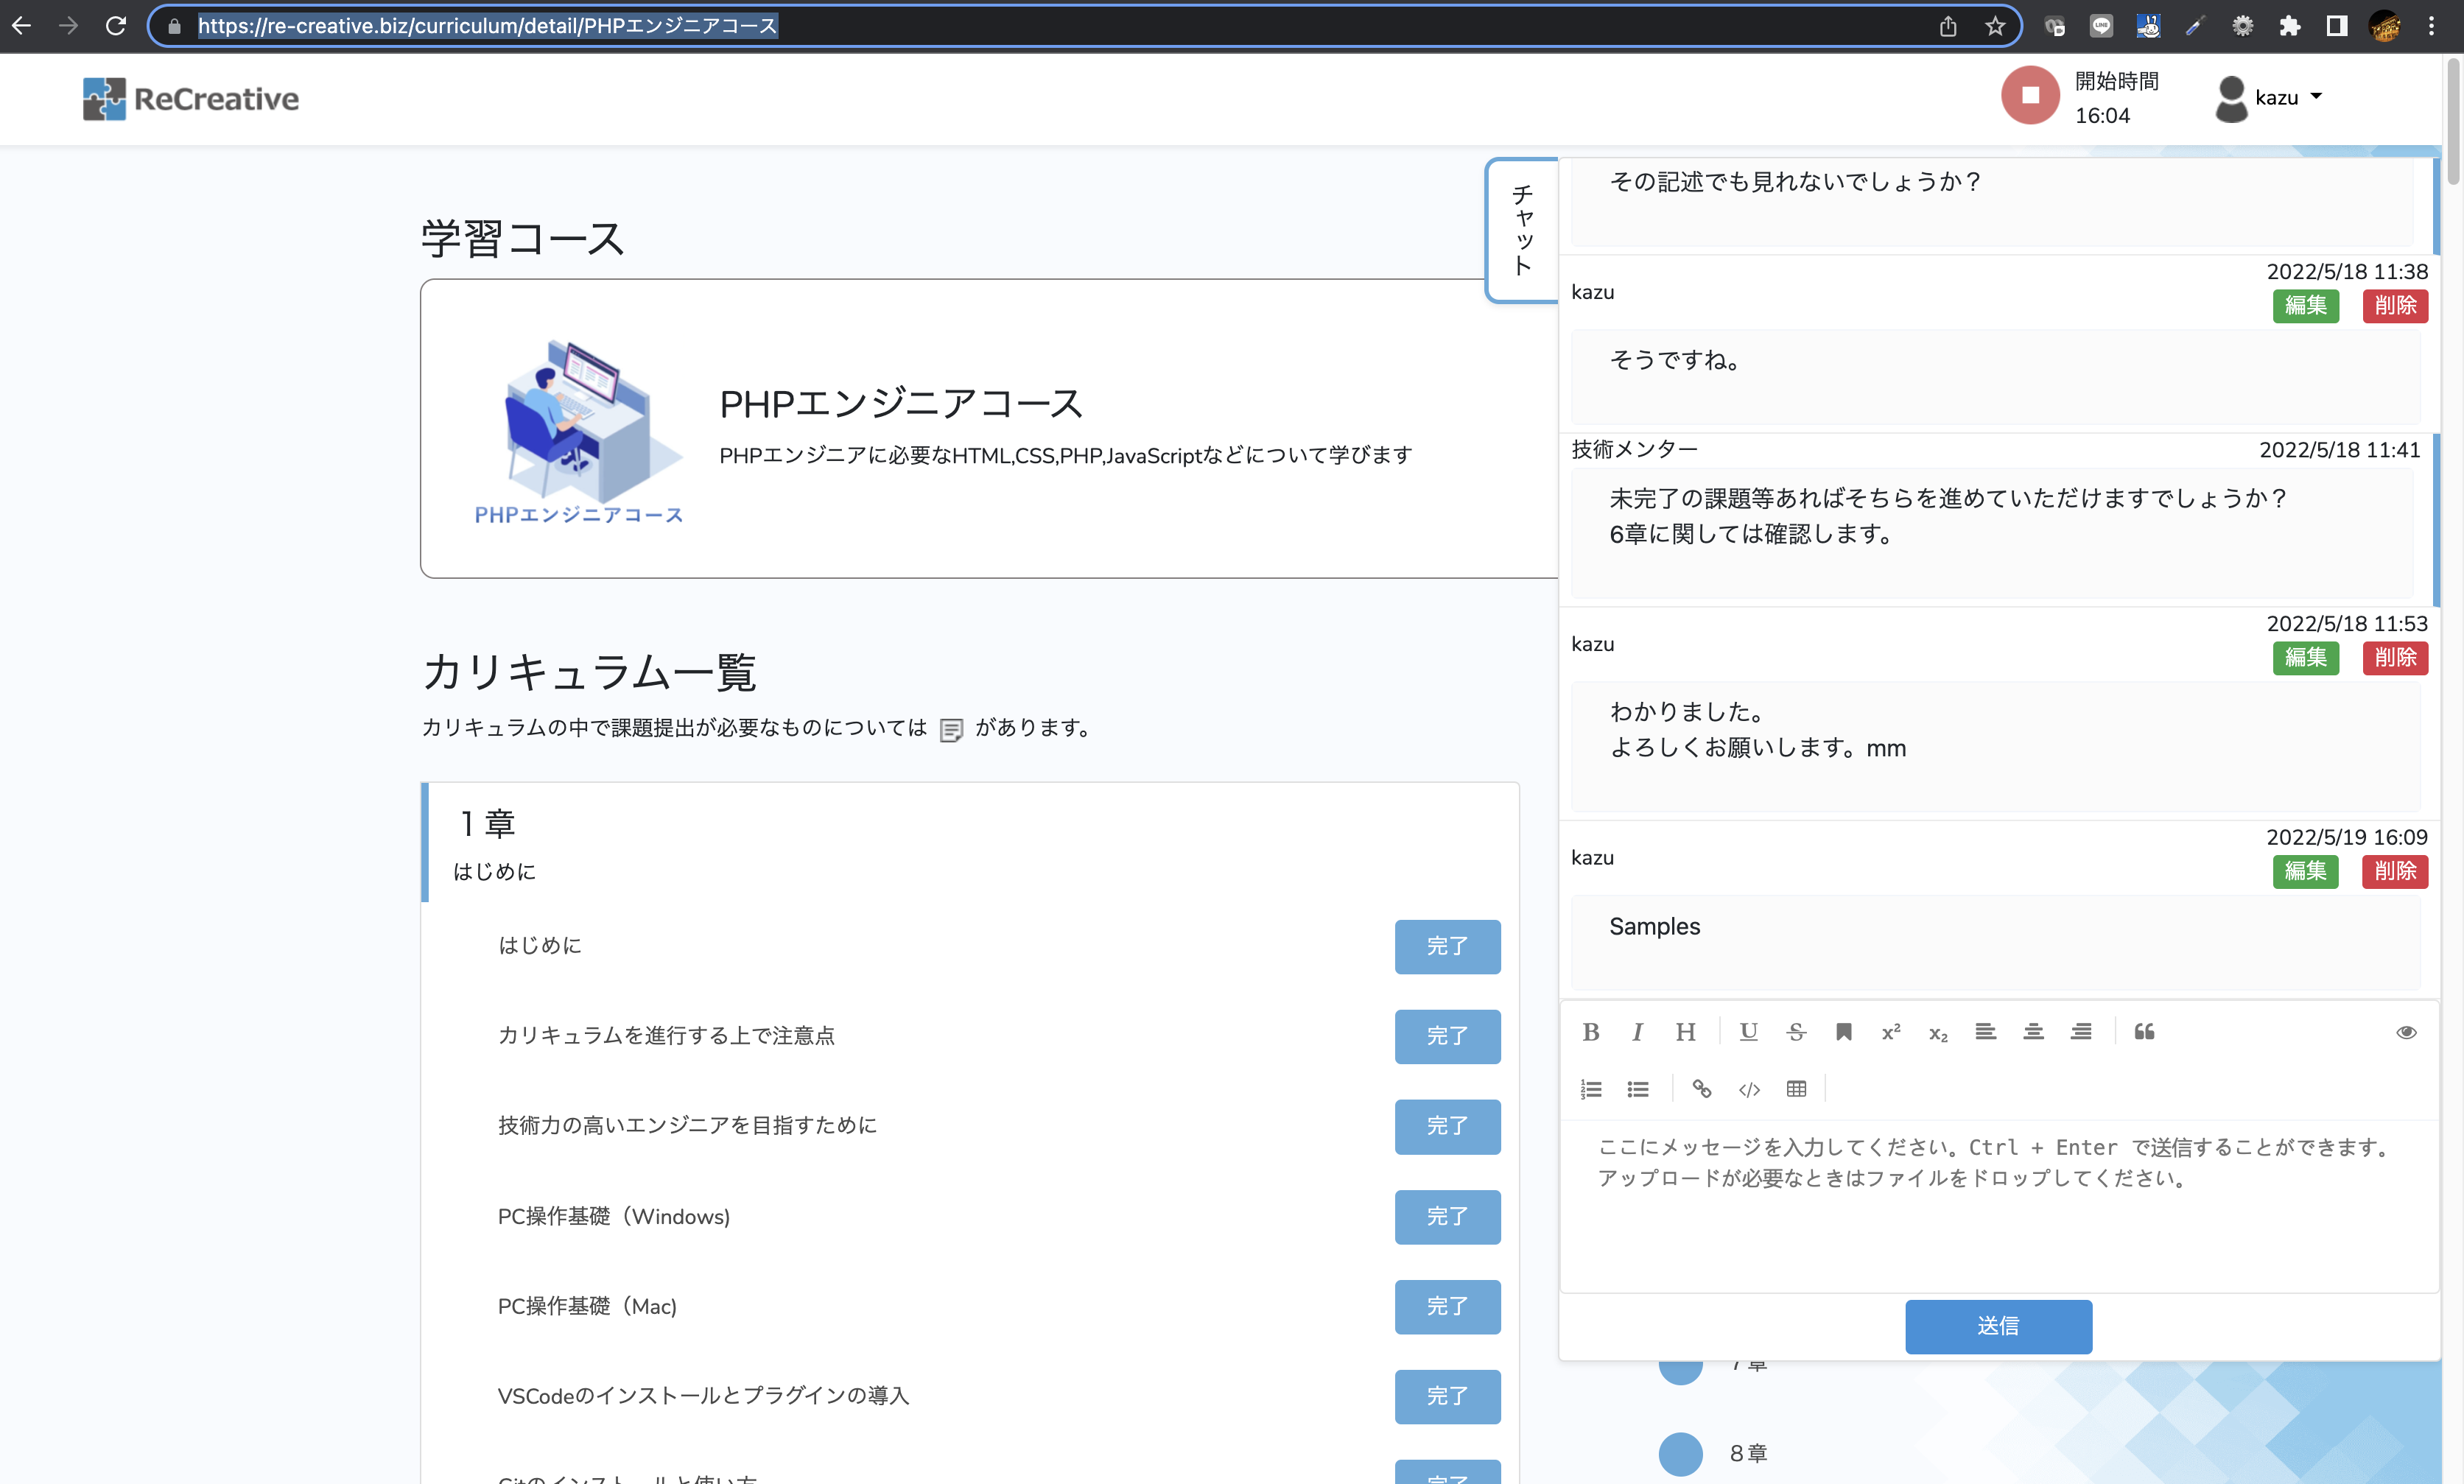 https://re-creative.biz/curriculum/detail/PHPエンジニアコース
ReCreative
開始時間
16:04
kazu
学習コース
PHPエンジニアコース
PHPエンジニアに必要なHTML,CSS,PHP,JavaScriptなどについて学びます
PHPエンジニアコース
カリキュラム一覧
カリキュラムの中で課題提出が必要なものについては があります。
1 章
はじめに
はじめに
完了
カリキュラムを進行する上で注意点
完了
技術力の高いエンジニアを目指すために
完了
PC操作基礎（Windows)
完了
PC操作基礎（Mac)
完了
VSCodeのインストールとプラグインの導入
完了
Gitのインストールと使い方
完了
チャット
その記述でも見れないでしょうか？
2022/5/18 11:38
kazu
編集
削除
そうですね。
技術メンター
2022/5/18 11:41
未完了の課題等あればそちらを進めていただけますでしょうか？
6章に関しては確認します。
2022/5/18 11:53
kazu
編集
削除
わかりました。
よろしくお願いします。mm
2022/5/19 16:09
kazu
編集
削除
Samples
ここにメッセージを入力してください。Ctrl + Enter で送信することができます。
アップロードが必要なときはファイルをドロップしてください。
送信
7 章
8 章